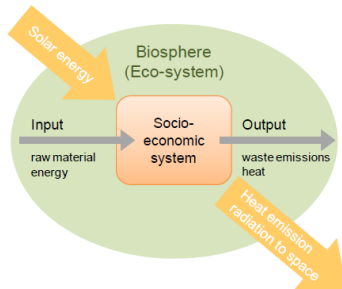 Solar energy
Biosphere
(Eco-system)
Input
raw material
energy
Socio-
economic
system
Output
waste emissions
heat
Heat emission
radiation to space